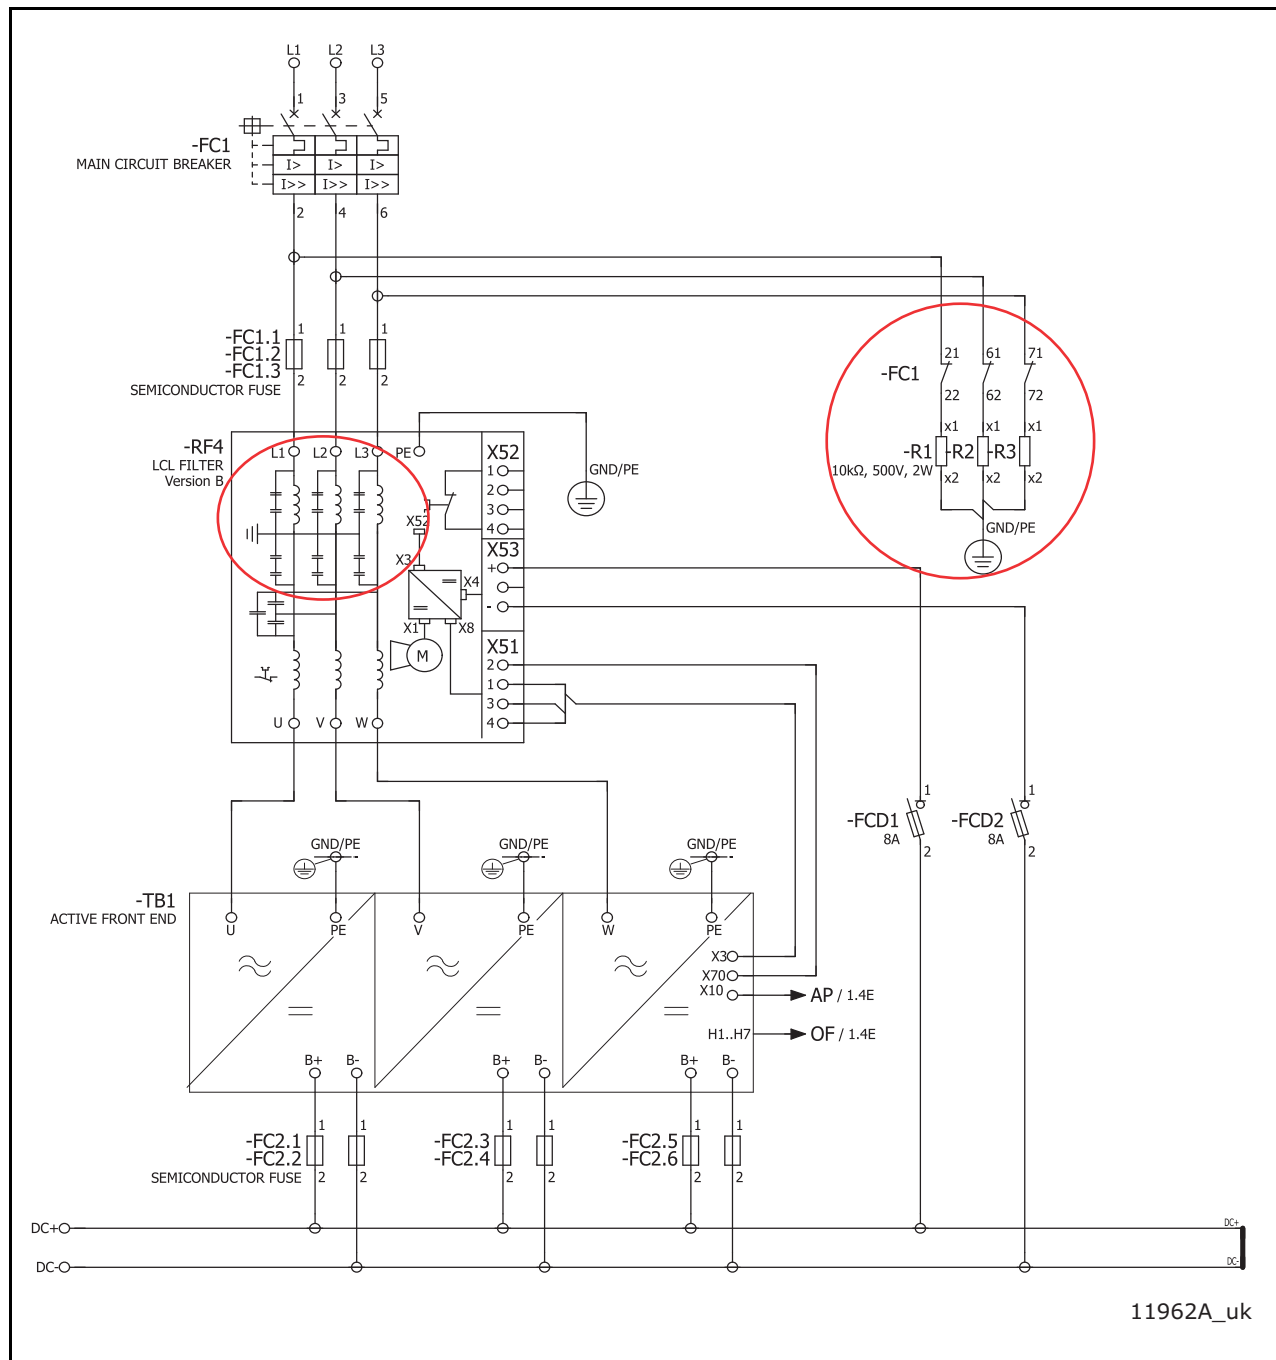 L1 L2 L3
1 3 5
-FC1
MAIN CIRCUIT BREAKER
I> I> I>
I>> I>> I>>
2 4 6
-FC1.1
-FC1.2
-FC1.3
SEMICONDUCTOR FUSE
1 1 1
2 2 2
-FC1
21 61 71
22 62 72
x1 x1 x1
-R1 -R2 -R3
10kΩ, 500V, 2W
x2 x2 x2
GND/PE
-RF4
LCL FILTER
Version B
L1 L2 L3 PE
GND/PE
X52
1
2
3
4
X52
X53
+
-
X3
X4
X1 X8
M
X51
2
1
3
4
U V W
-FCD1
8A
1
2
-FCD2
8A
1
2
GND/PE GND/PE GND/PE
-TB1
ACTIVE FRONT END
U PE V PE W PE
X3
X70
X10
AP / 1.4E
H1..H7
OF / 1.4E
B+ B- B+ B- B+ B-
-FC2.1
-FC2.2
SEMICONDUCTOR FUSE
1 1
2 2
-FC2.3
-FC2.4
1 1
2 2
-FC2.5
-FC2.6
1 1
2 2
DC+ DC+
DC- DC-
11962A_uk